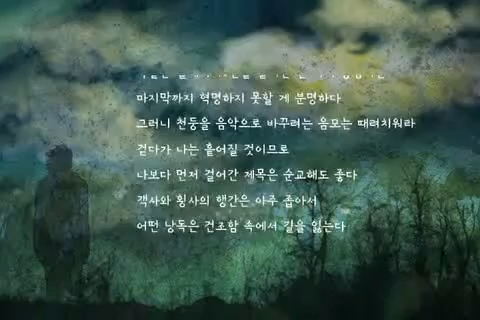 마지막까지 혁명하지 못할 게 분명하다
그러니 천둥을 음악으로 바꾸려는 음모는 때려치워라
걷다가 나는 흩어질 것이므로
나보다 먼저 걸어간 제목은 순교해도 좋다
객사와 횡사의 행간은 아주 좁아서
어떤 낭독은 건조함 속에서 길을 잃는다